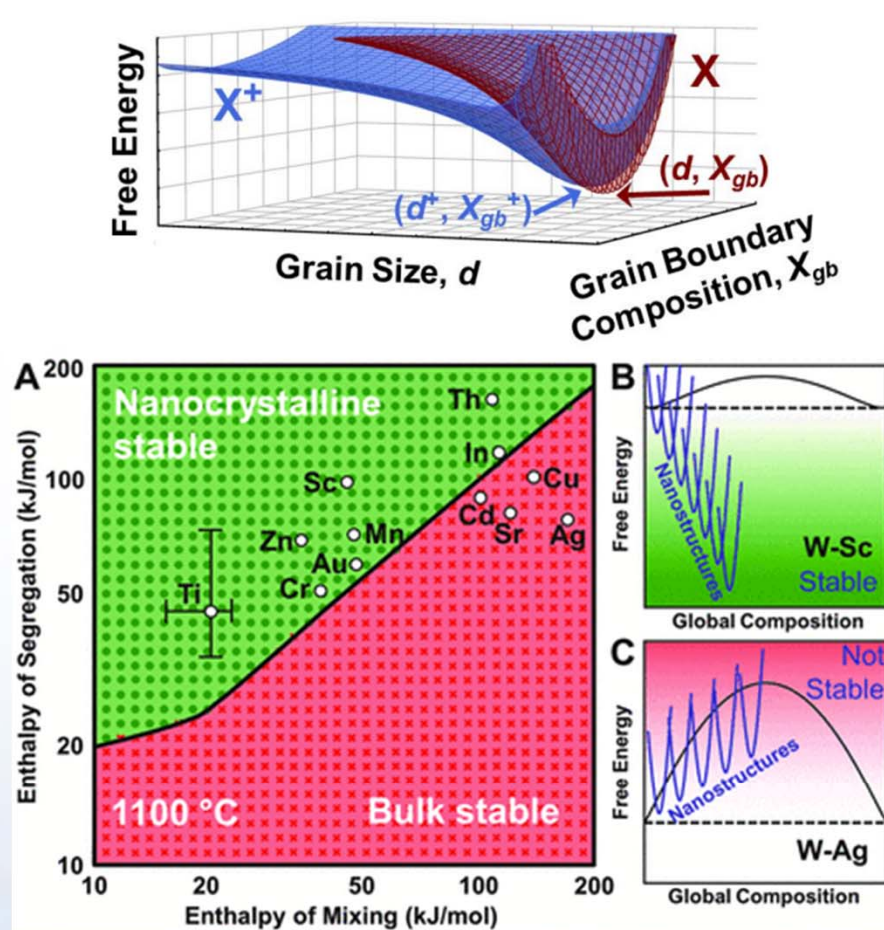 Free Energy
X⁺
X
(d⁺, X_gb⁺)
(d, X_gb)
Grain Size, d
Grain Boundary
Composition, X_gb
A
Enthalpy of Segregation (kJ/mol)
200
100
50
20
10
Nanocrystalline
stable
Th
In
Sc
Cu
Cd
Zn
Mn
Sr
Ag
Au
Ti
Cr
1100 °C
Bulk stable
10
20
50
100
200
Enthalpy of Mixing (kJ/mol)
B
Free Energy
Nanostructures
W-Sc
Stable
Global Composition
C
Free Energy
Not
Stable
Nanostructures
W-Ag
Global Composition